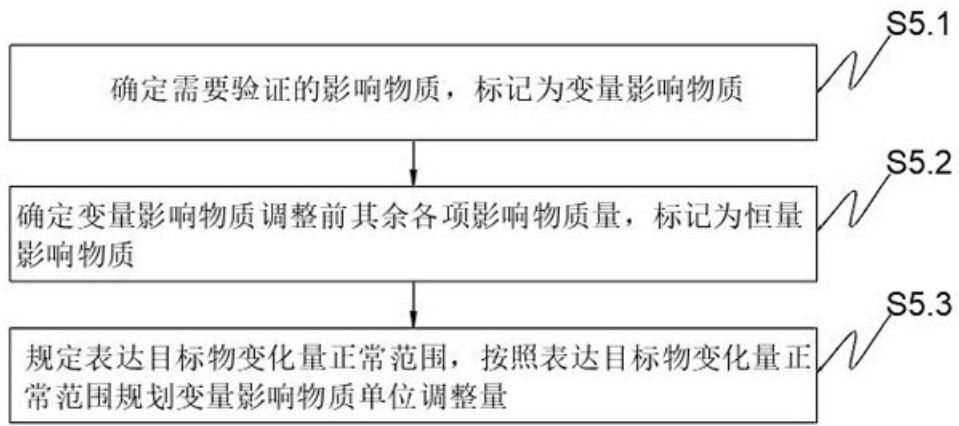 S5.1
确定需要验证的影响物质，标记为变量影响物质
S5.2
确定变量影响物质调整前其余各项影响物质量，标记为恒量
影响物质
S5.3
规定表达目标物变化量正常范围，按照表达目标物变化量正
常范围规划变量影响物质单位调整量